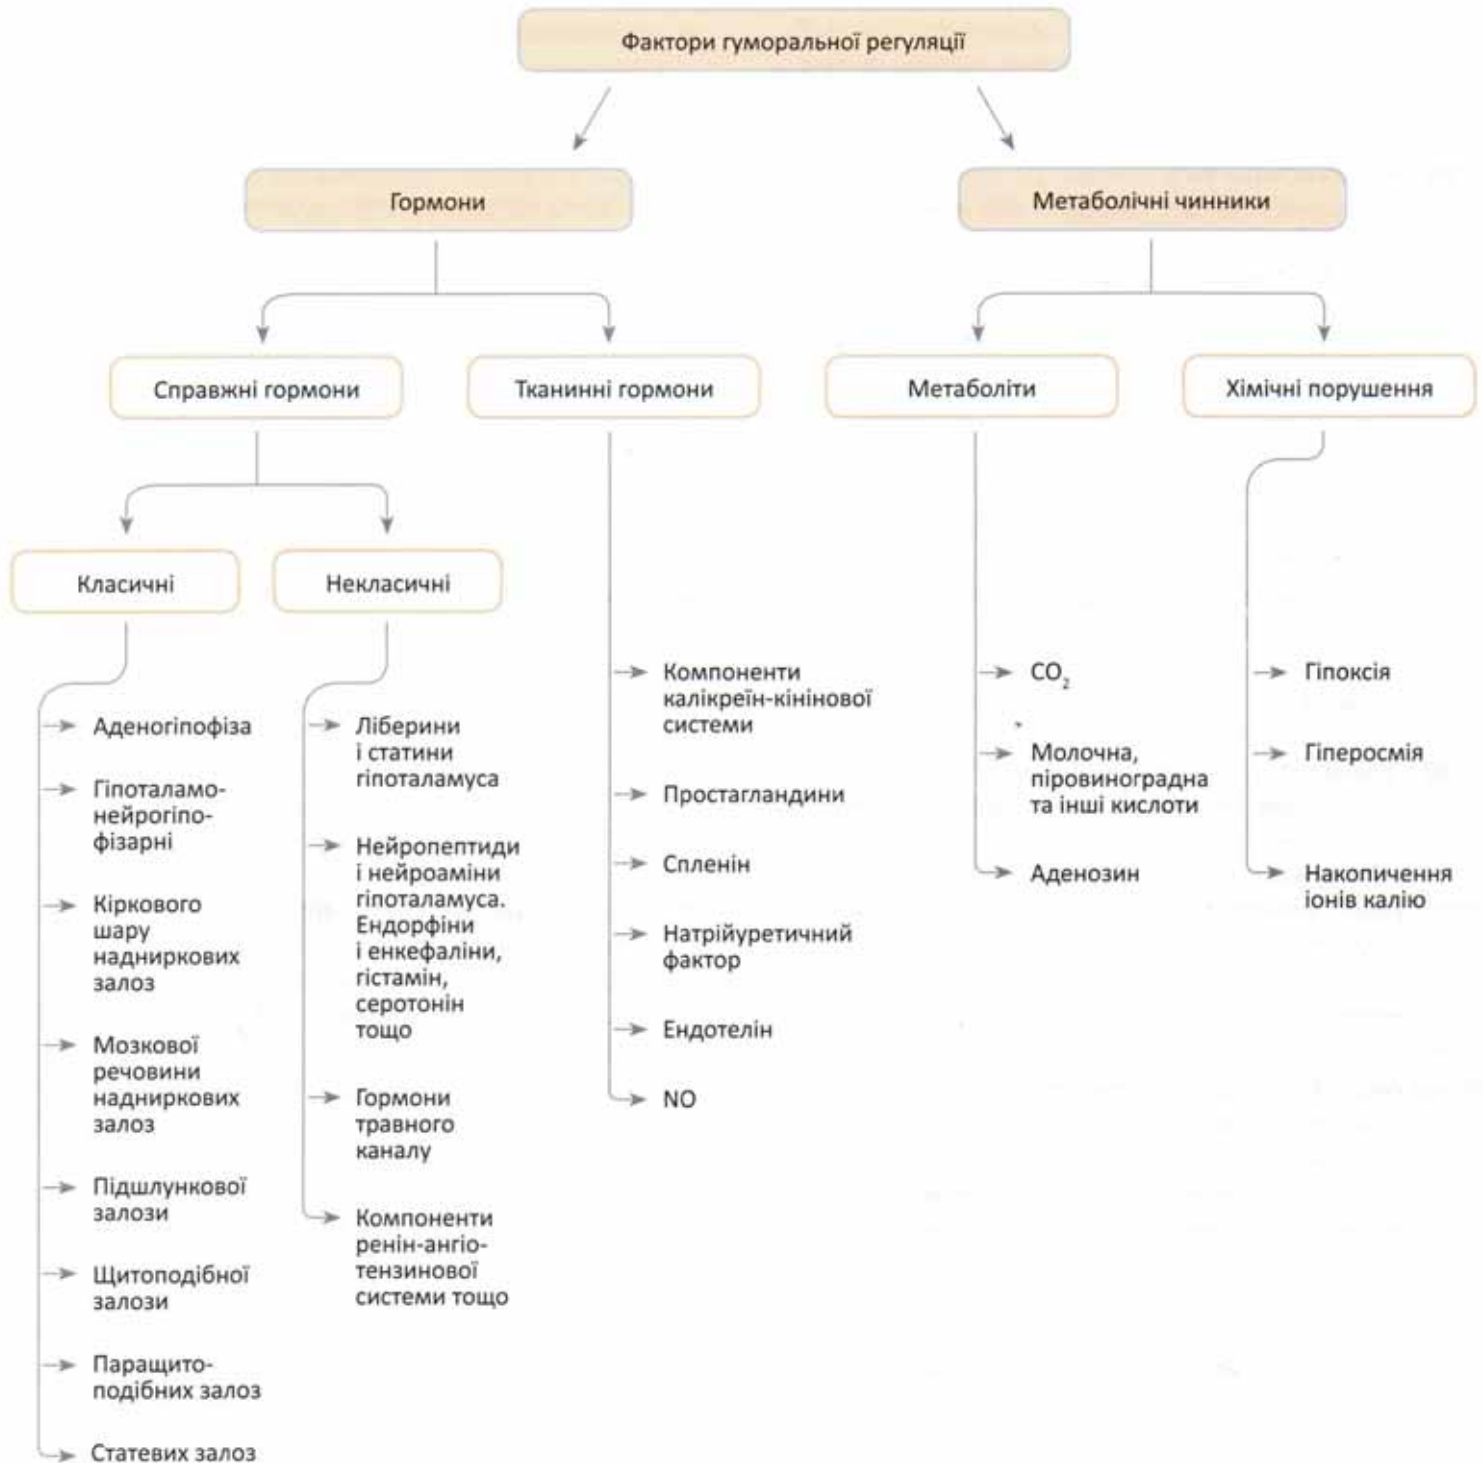 Фактори гуморальної регуляції
Гормони
Метаболічні чинники
Справжні гормони
Тканинні гормони
Метаболіти
Хімічні порушення
Класичні
Некласичні
Аденогіпофіза
Гіпоталамо-
нейрогіпо-
фізарні
Кіркового
шару
надниркових
залоз
Мозкової
речовини
надниркових
залоз
Підшлункової
залози
Щитоподібної
залози
Паращито-
подібних залоз
Статевих залоз
Ліберини
і статини
гіпоталамуса
Нейропептиди
і нейроаміни
гіпоталамуса.
Ендорфіни
і енкефаліни,
гістамін,
серотонін
тощо
Гормони
травного
каналу
Компоненти
ренін-ангіо-
тензинової
системи тощо
Компоненти
калікреїн-кінінової
системи
Простагландини
Спленін
Натрійуретичний
фактор
Ендотелін
NO
CO₂
Молочна,
піровиноградна
та інші кислоти
Аденозин
Гіпоксія
Гіперосмія
Накопичення
іонів калію